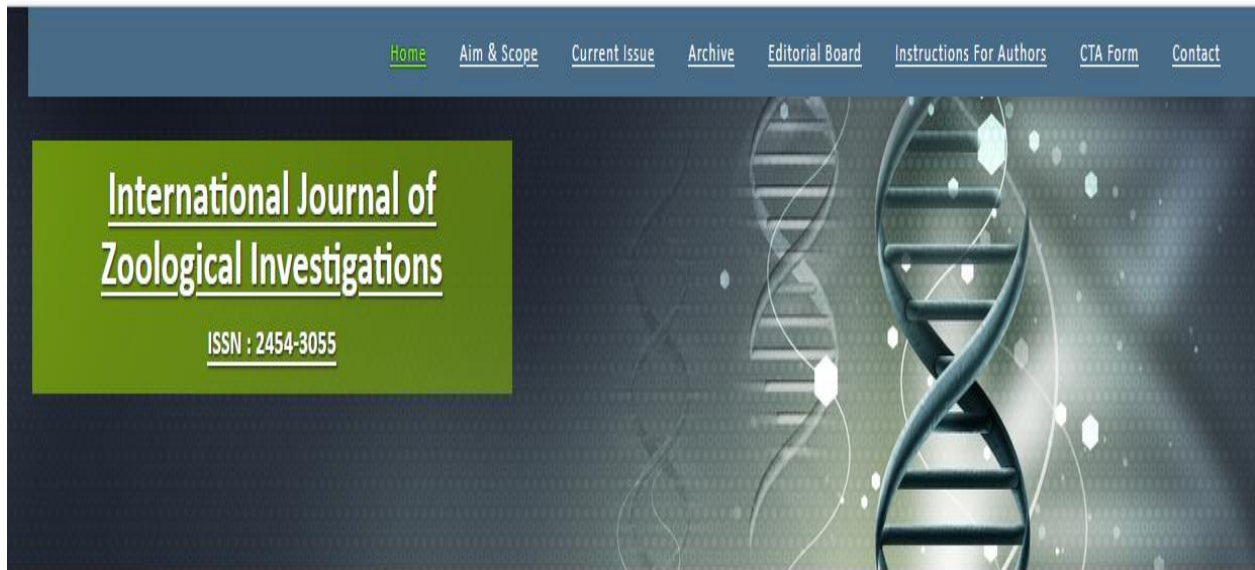 Home Aim & Scope Current Issue Archive Editorial Board Instructions For Authors CTA Form Contact
International Journal of
Zoological Investigations
ISSN : 2454-3055